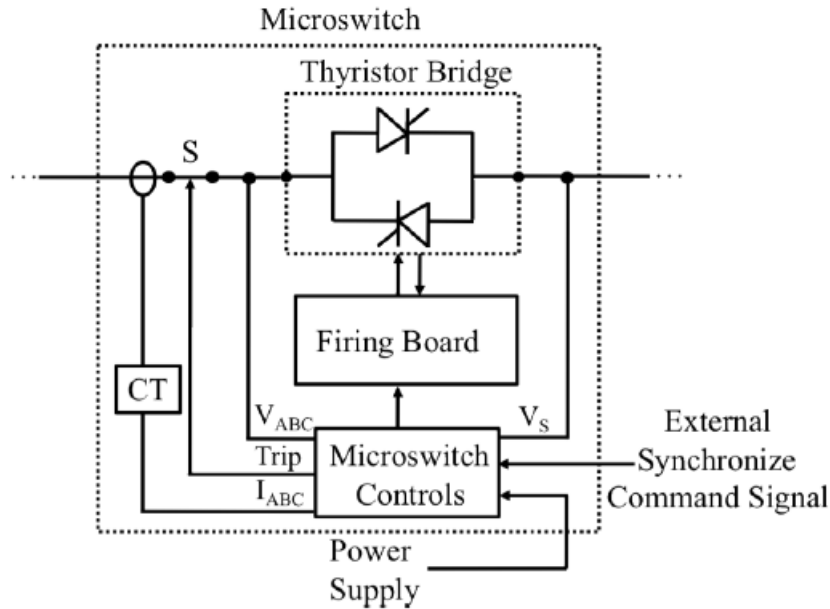 Microswitch
Thyristor Bridge
S
Firing Board
CT
V_ABC
V_S
Trip
I_ABC
Microswitch
Controls
External
Synchronize
Command Signal
Power
Supply